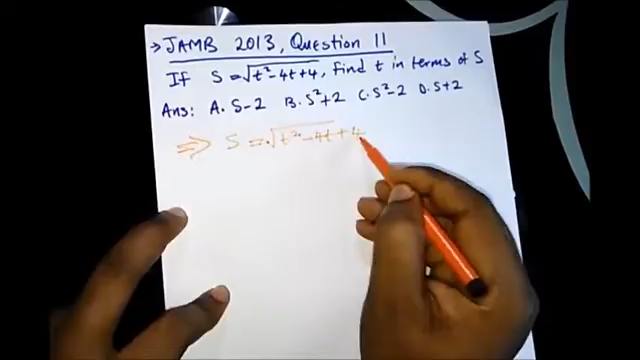 → JAMB 2013, Question 11
If S = √t²-4t+4, find t in terms of S
Ans: A. S-2 B. S²+2 C. S²-2 D. S+2
⇒ S = √t²-4t+4